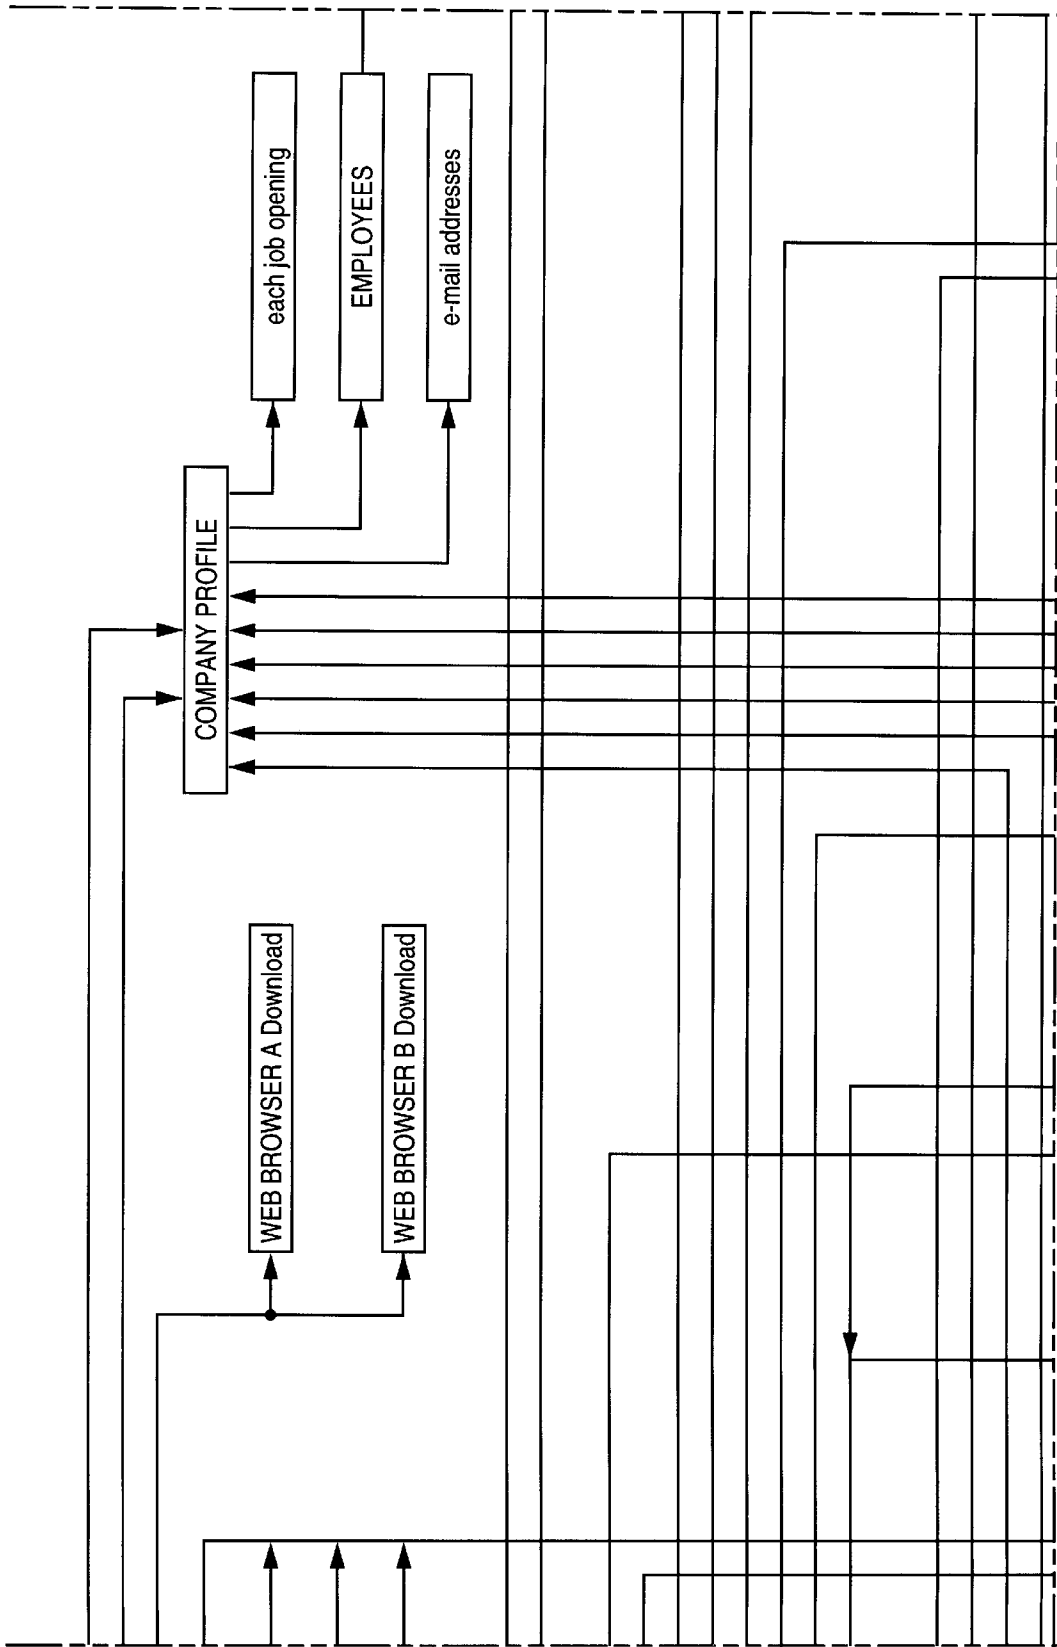 COMPANY PROFILE
each job opening
EMPLOYEES
e-mail addresses
WEB BROWSER A Download
WEB BROWSER B Download